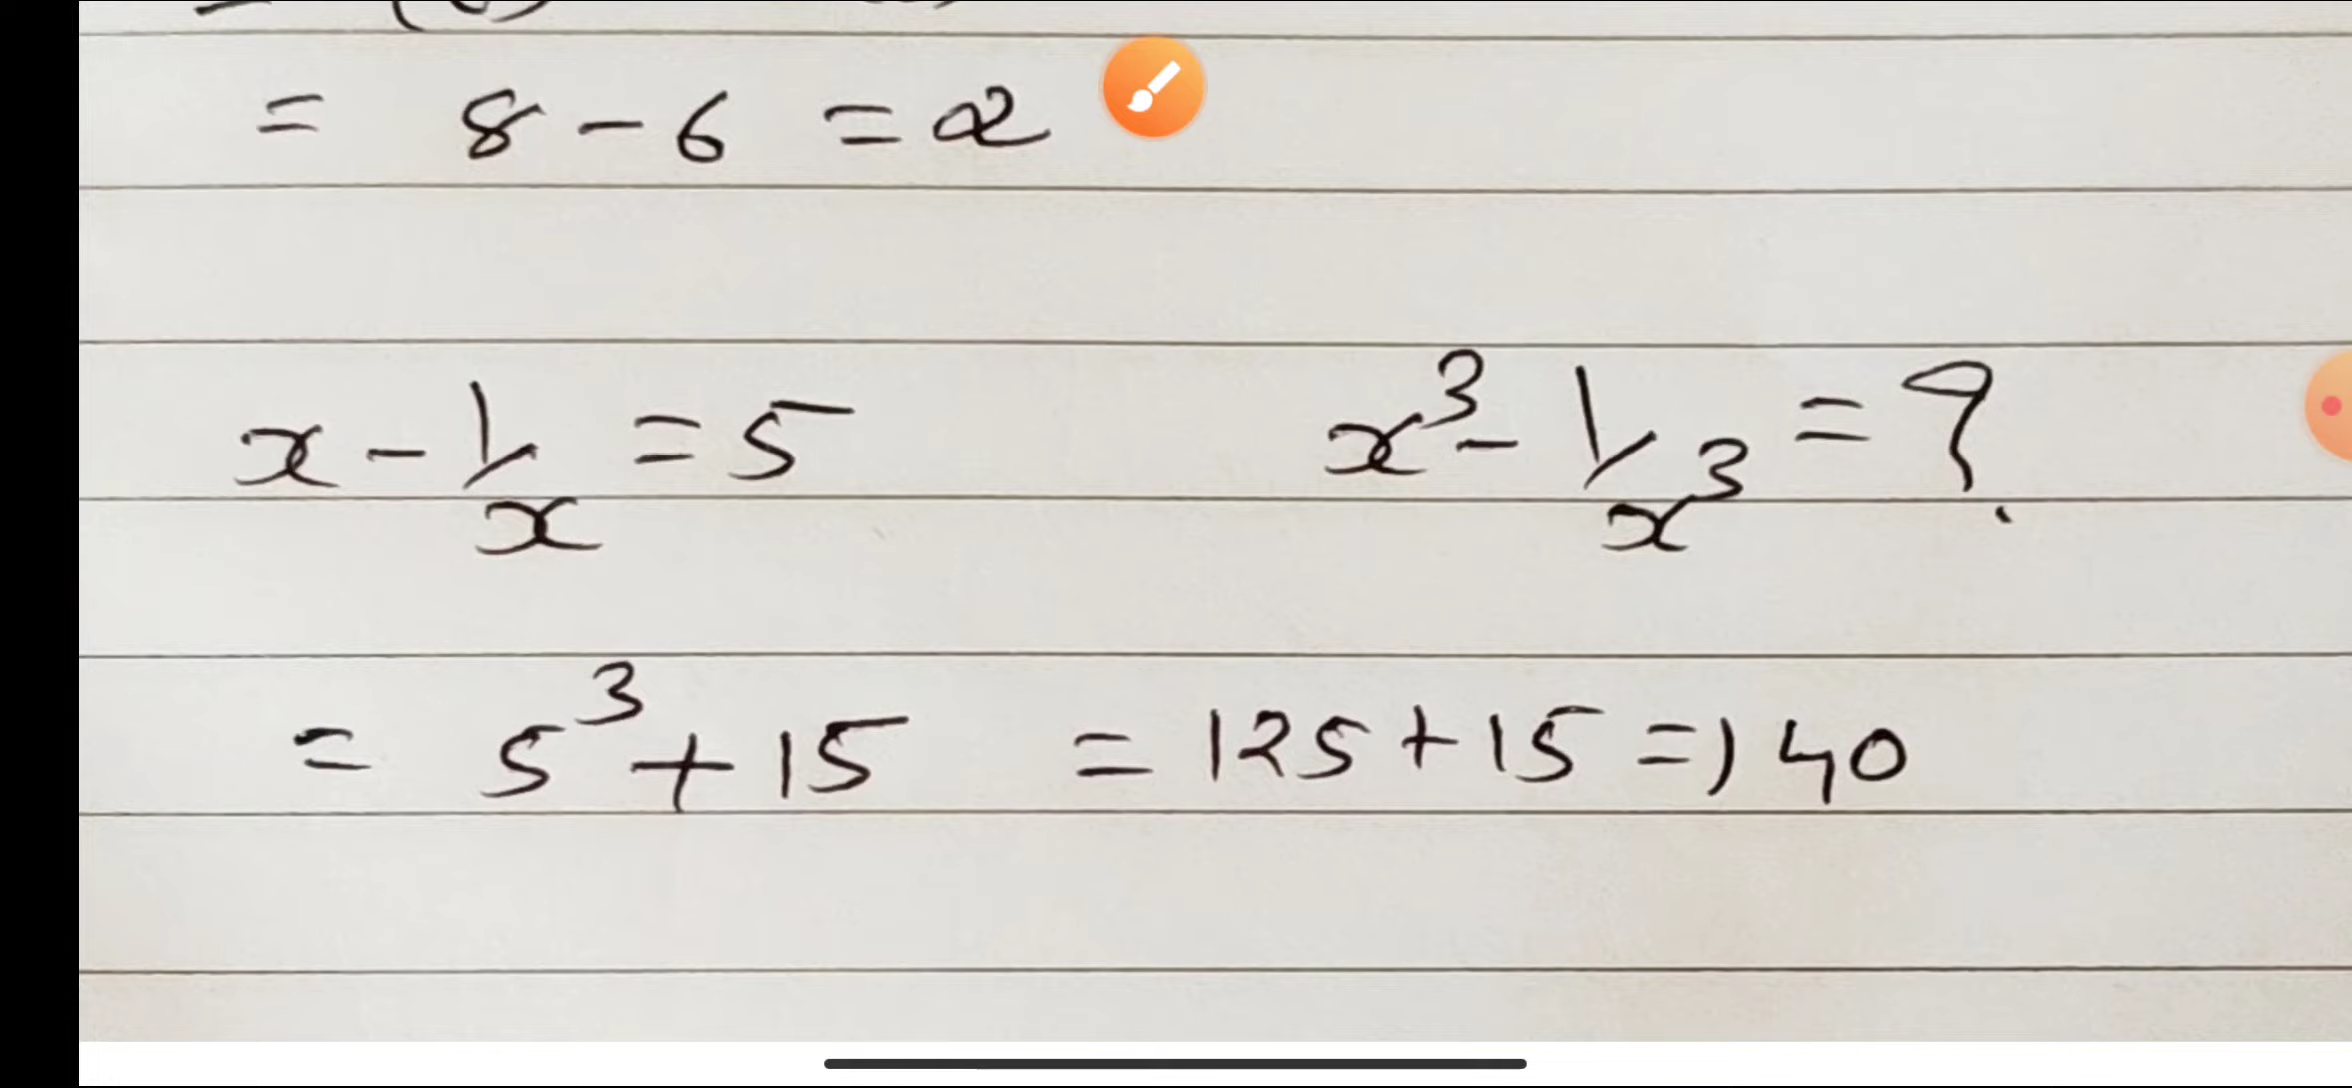 = 8 - 6 = 2
x - 1/x = 5    x³ - 1/x³ = ?
= 5³ + 15    = 125 + 15 = 140